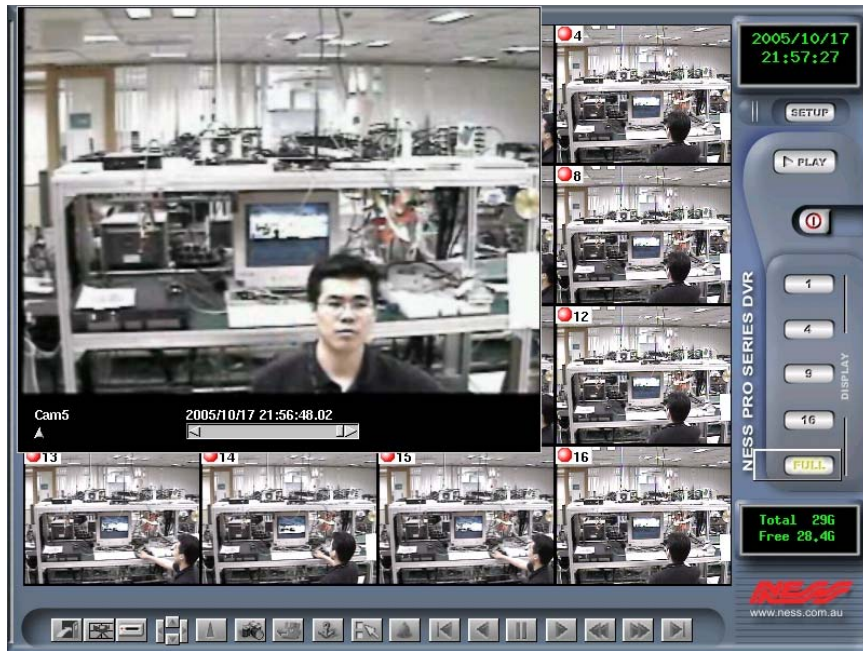 4
2005/10/17
21:57:27
SETUP
PLAY
8
1
4
NESS PRO SERIES DVR
12
9
DISPLAY
16
FULL
Cam5
2005/10/17 21:56:48.02
13
14
15
16
Total 29G
Free 28.4G
NESS
www.ness.com.au